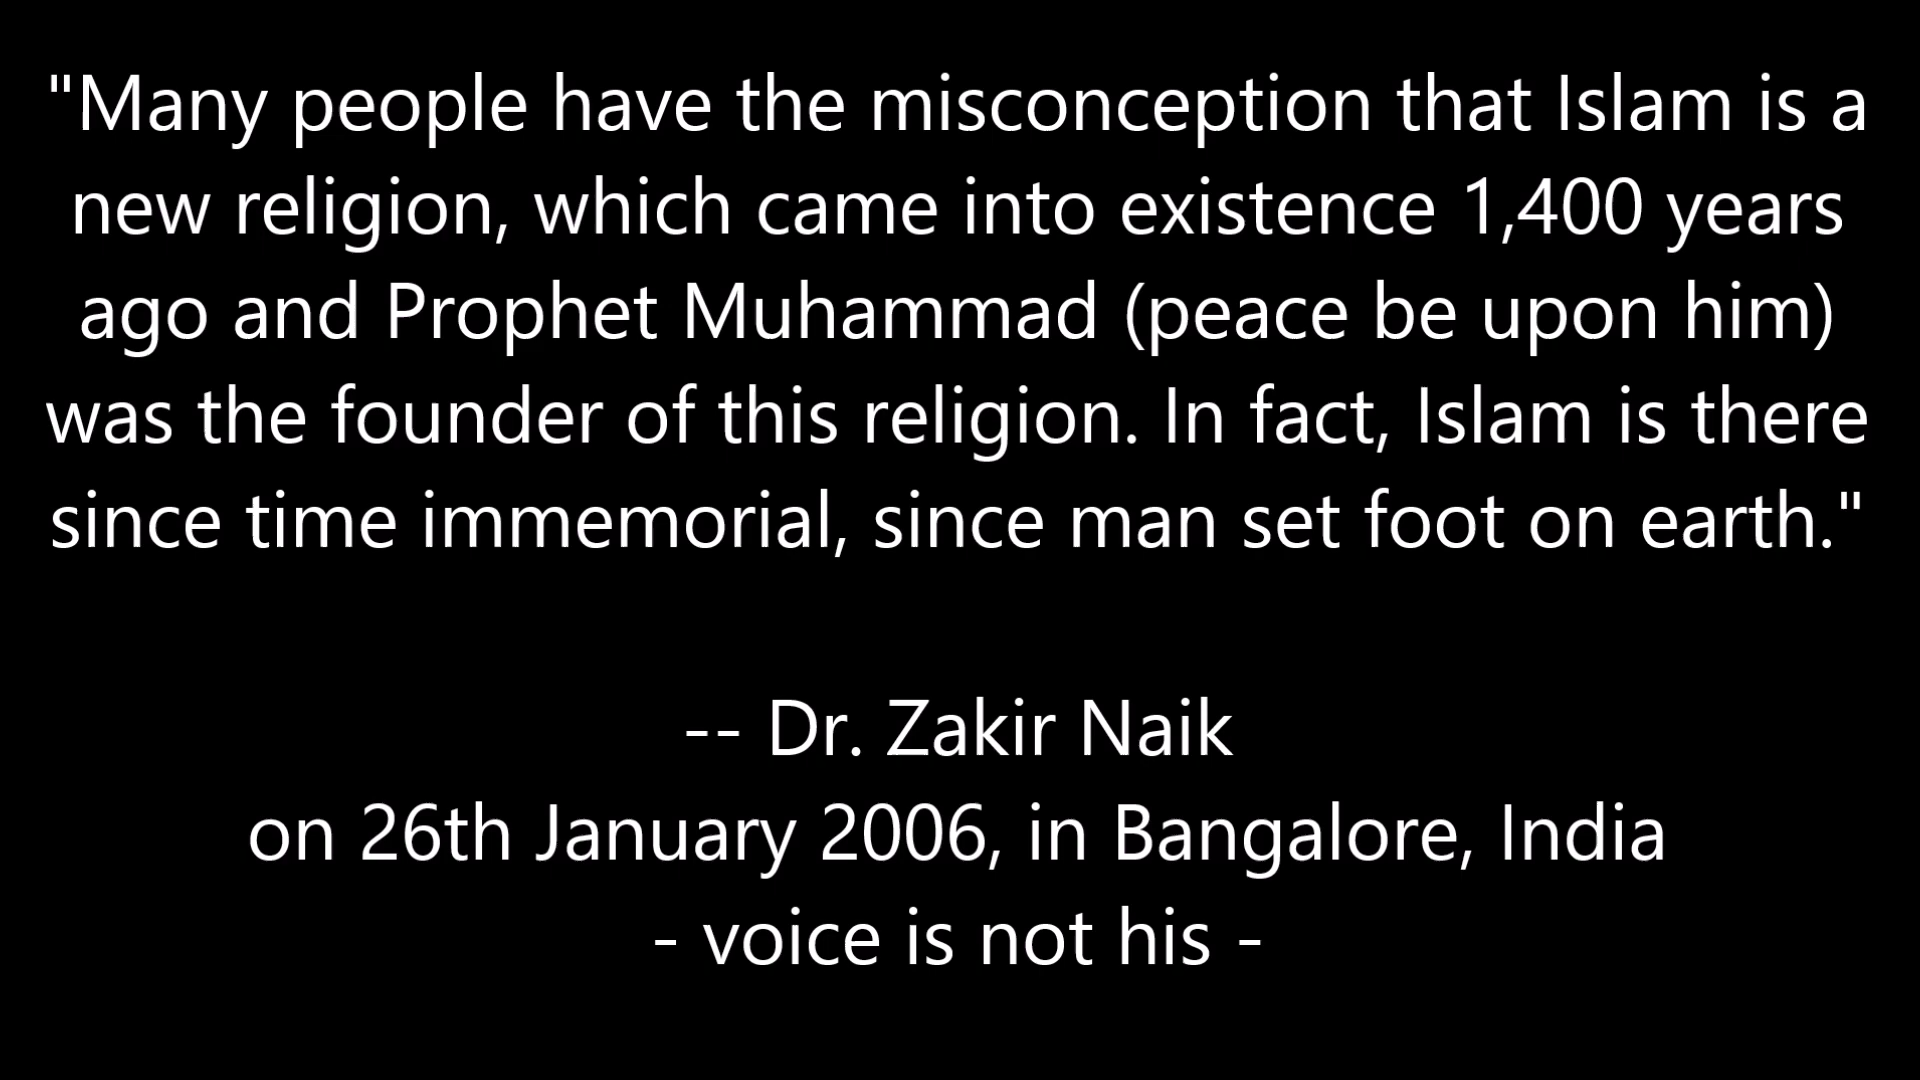 "Many people have the misconception that Islam is a
new religion, which came into existence 1,400 years
ago and Prophet Muhammad (peace be upon him)
was the founder of this religion. In fact, Islam is there
since time immemorial, since man set foot on earth."
-- Dr. Zakir Naik
on 26th January 2006, in Bangalore, India
- voice is not his -